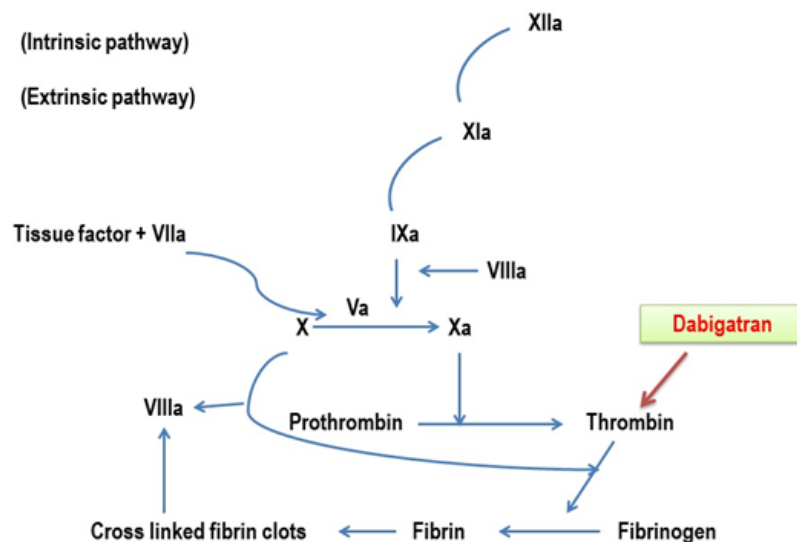 XIIa
(Intrinsic pathway)
(Extrinsic pathway)
XIa
Tissue factor + VIIa
IXa
VIIIa
Va
X
Xa
Dabigatran
VIIIa
Prothrombin
Thrombin
Cross linked fibrin clots
Fibrin
Fibrinogen